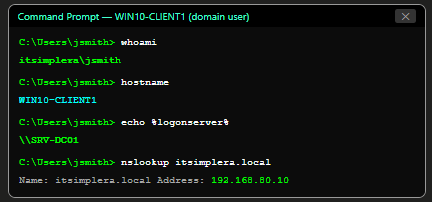 Command Prompt — WIN10-CLIENT1 (domain user)
C:\Users\jsmith> whoami
itsimplera\jsmith
C:\Users\jsmith> hostname
WIN10-CLIENT1
C:\Users\jsmith> echo %logonserver%
\\SRV-DC01
C:\Users\jsmith> nslookup itsimplera.local
Name: itsimplera.local Address: 192.168.80.10